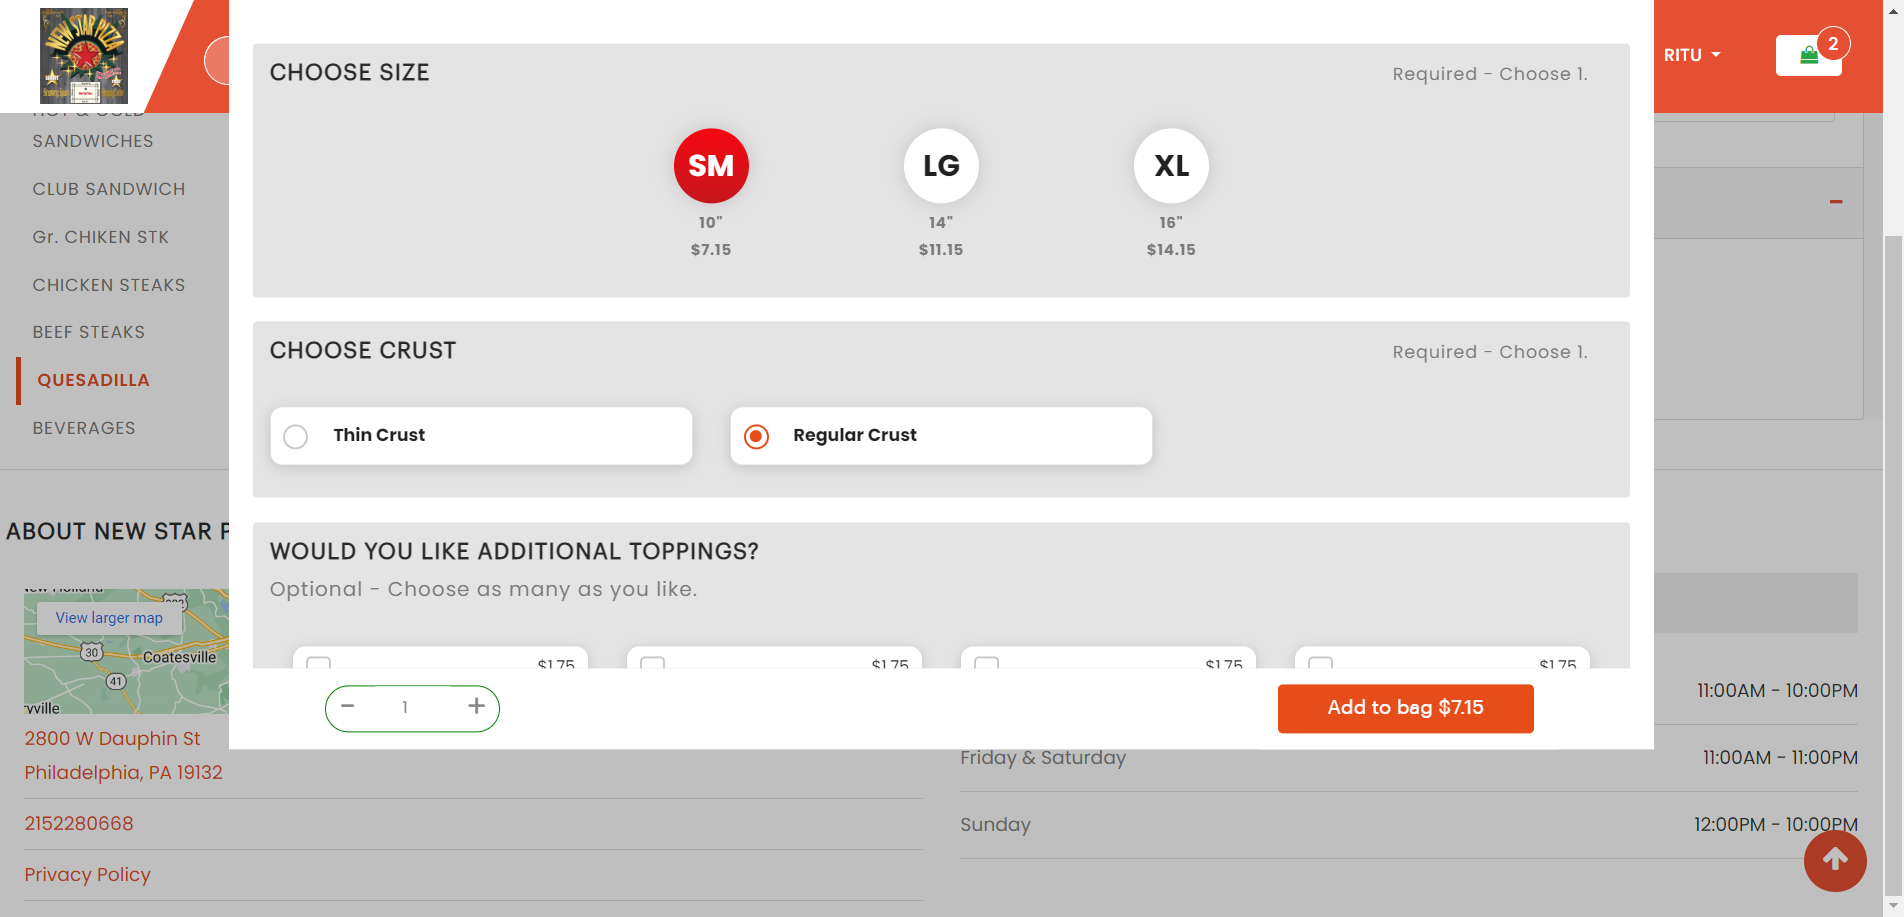 NEW STAR PIZZA
RITU
2
HOT & COLD
SANDWICHES
CLUB SANDWICH
Gr. CHIKEN STK
CHICKEN STEAKS
BEEF STEAKS
QUESADILLA
BEVERAGES
CHOOSE SIZE
Required - Choose 1.
SM
LG
XL
10"
14"
16"
$7.15
$11.15
$14.15
CHOOSE CRUST
Required - Choose 1.
Thin Crust
Regular Crust
WOULD YOU LIKE ADDITIONAL TOPPINGS?
Optional - Choose as many as you like.
$1.75
$1.75
$1.75
$1.75
− 1 +
Add to bag $7.15
ABOUT NEW STAR P
New Holland
View larger map
30
Coatesville
41
2800 W Dauphin St
Philadelphia, PA 19132
2152280668
Privacy Policy
11:00AM - 10:00PM
Friday & Saturday
11:00AM - 11:00PM
Sunday
12:00PM - 10:00PM